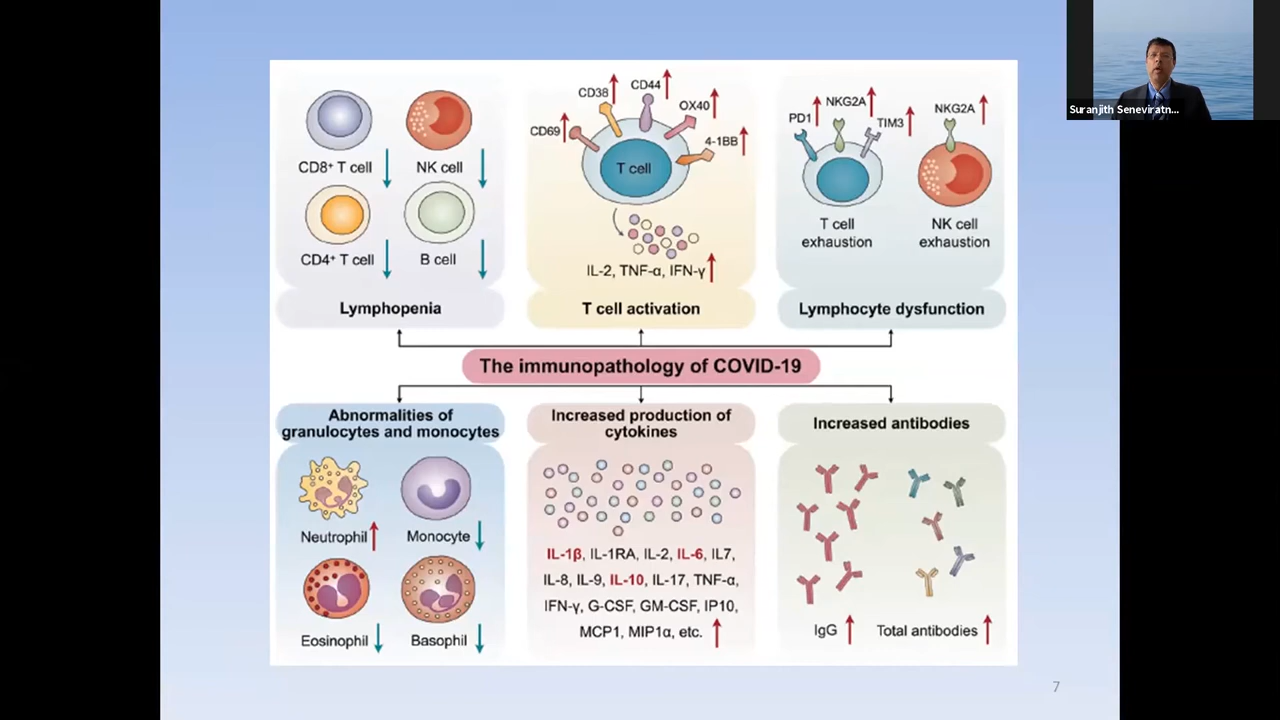 Suranjith Seneviratn...
CD8⁺ T cell
NK cell
CD4⁺ T cell
B cell
Lymphopenia
CD69
CD38
CD44
OX40
4-1BB
T cell
IL-2, TNF-α, IFN-γ
T cell activation
PD1
NKG2A
TIM3
NKG2A
T cell
exhaustion
NK cell
exhaustion
Lymphocyte dysfunction
The immunopathology of COVID-19
Abnormalities of
granulocytes and monocytes
Neutrophil
Monocyte
Eosinophil
Basophil
Increased production of
cytokines
IL-1β, IL-1RA, IL-2, IL-6, IL7,
IL-8, IL-9, IL-10, IL-17, TNF-α,
IFN-γ, G-CSF, GM-CSF, IP10,
MCP1, MIP1α, etc.
Increased antibodies
IgG
Total antibodies
7